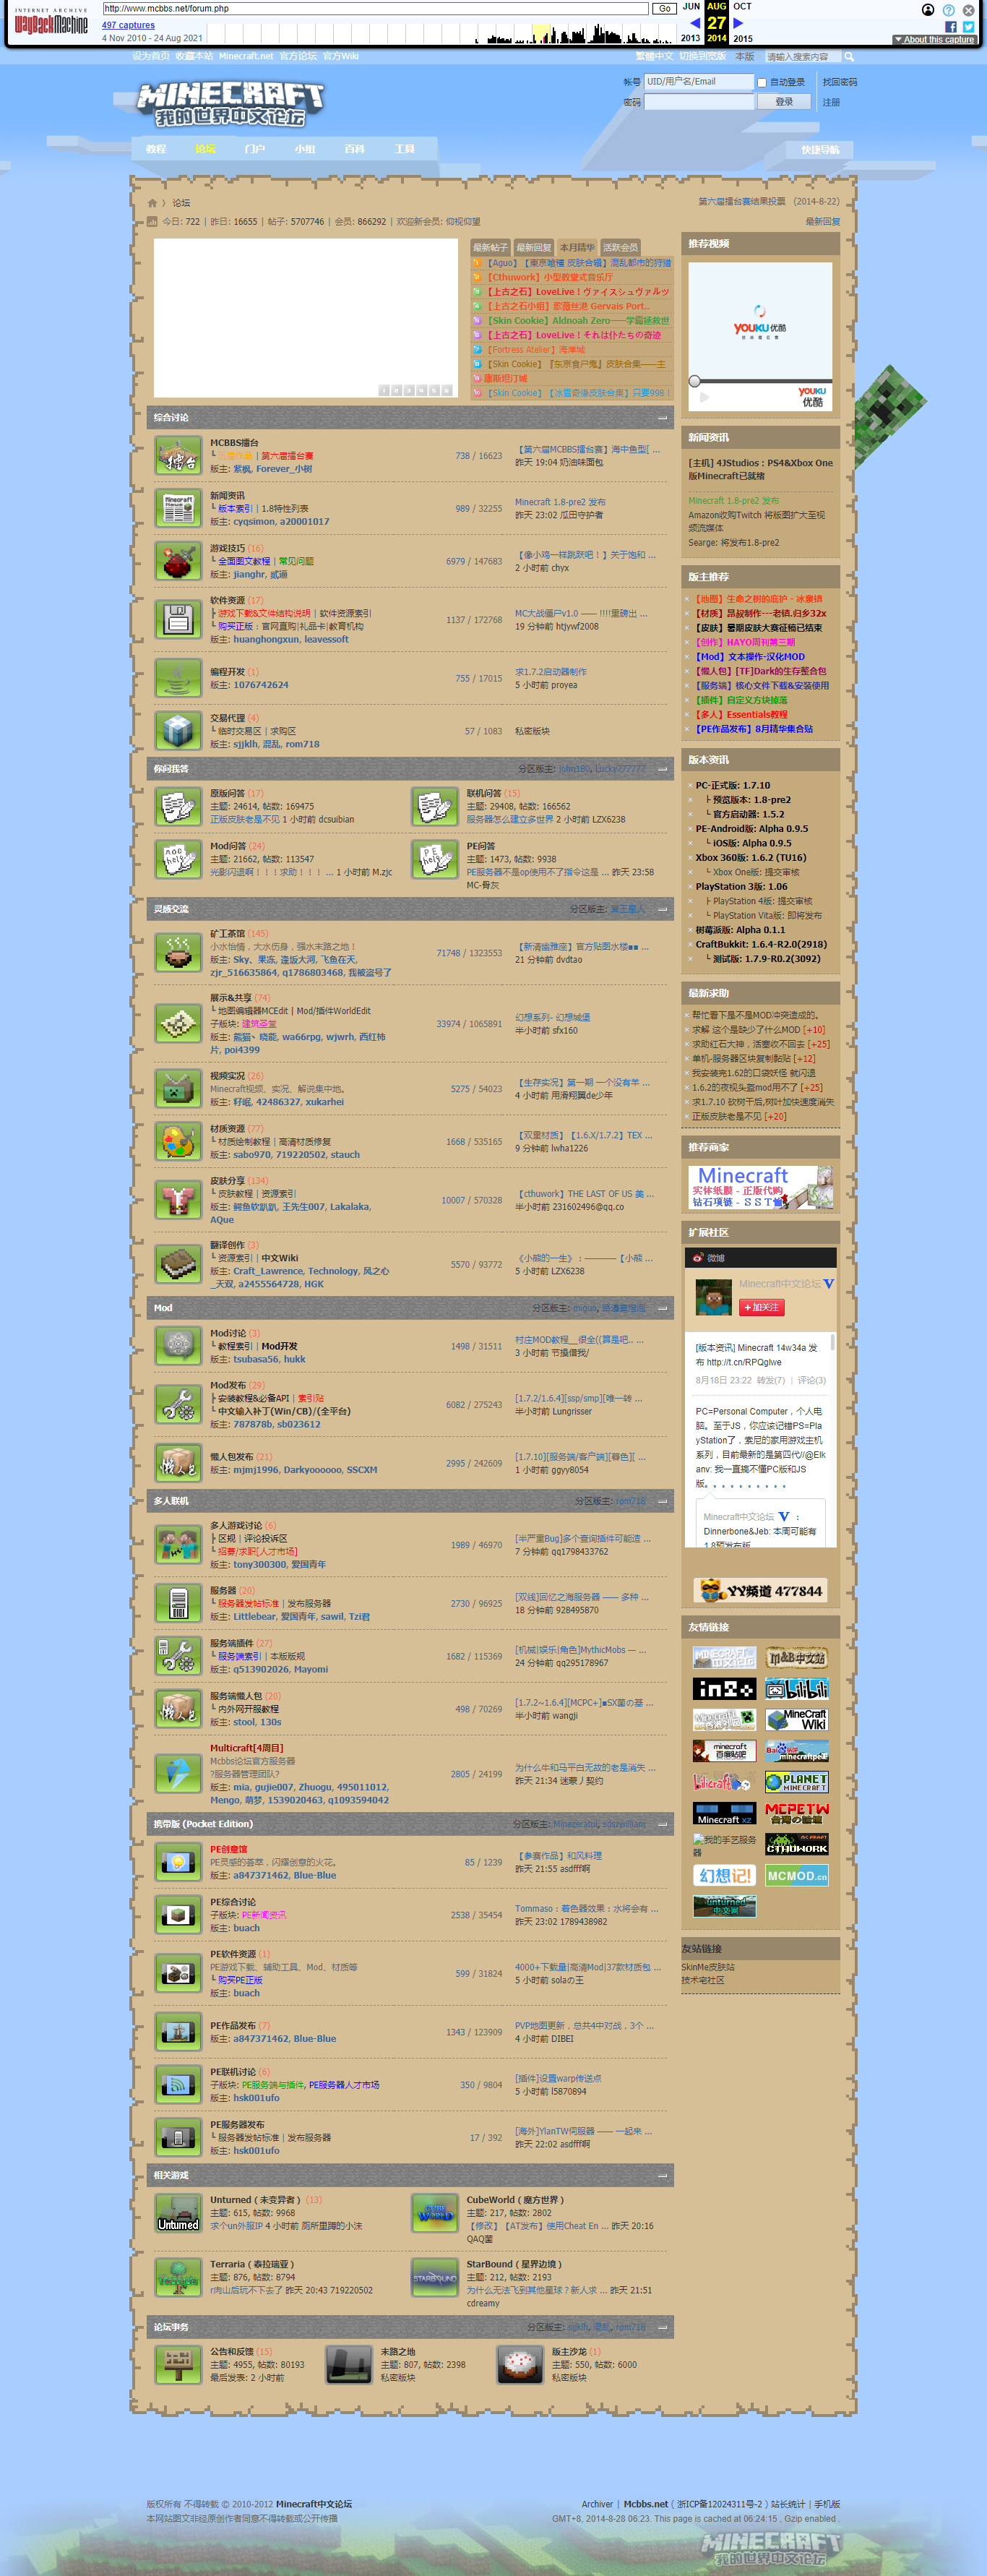 INTERNET ARCHIVE
WayBackMachine
http://www.mcbbs.net/forum.php
Go
JUN AUG OCT
27
2013 2014 2015
497 captures
4 Nov 2010 - 24 Aug 2021
About this capture
设为首页 收藏本站 Minecraft.net 官方论坛 官方Wiki
繁體中文 切换到宽版 本版 请输入搜索内容
MINECRAFT
我的世界中文论坛
帐号 UID/用户名/Email 自动登录 找回密码
密码 登录 注册
教程 论坛 门户 小组 百科 工具 快捷导航
论坛
第六届擂台赛结果投票 (2014-8-22)
今日: 722 | 昨日: 16655 | 帖子: 5707746 | 会员: 866292 | 欢迎新会员: 仰视仰望
最新回复
最新帖子 最新回复 本月精华 活跃会员
【Cthuwork】小型教堂式音乐厅
【上古之石】LoveLive！ヴァイスシュヴァルツ
【上古之石小组】歌薇丝港 Gervais Port..
【Skin Cookie】Aldnoah Zero——学霸拯救世
【上古之石】LoveLive！それは仆たちの奇迹
【Fortress Atelier】海岸城
【Skin Cookie】『东京食尸鬼』皮肤合集——主
康斯坦汀城
【Skin Cookie】【冰雪奇缘皮肤合集】只要998！
综合讨论
MCBBS擂台
第六届擂台赛
版主: 紫枫, Forever_小树
738 / 16623
【第六届MCBBS擂台赛】海中鱼型[ ...
昨天 19:04 奶油味面包
新闻资讯
└ 版本索引 | 1.8特性列表
版主: cyqsimon, a20001017
989 / 32255
Minecraft 1.8-pre2 发布
昨天 23:02 瓜田守护者
游戏技巧 (16)
└ 全面图文教程 | 常见问题
版主: jianghr, 贰逼
6979 / 147683
【像小鸡一样跳跃吧！】关于饱和 ...
2 小时前 chyx
软件资源 (17)
├ 游戏下载&文件结构说明 | 软件资源索引
└ 购买正版：官网直购|礼品卡|教育机构
版主: huanghongxun, leavessoft
1137 / 172768
MC大战僵尸v1.0 —— !!!!重磅出 ...
19 分钟前 htjywf2008
编程开发 (1)
版主: 1076742624
755 / 17015
求1.7.2启动器制作
5 小时前 proyea
交易代理 (4)
└ 临时交易区 | 求购区
版主: sjjklh, 混乱, rom718
57 / 1083
私密版块
你问我答
分区版主: john180, Lucky777777
原版问答 (17)
主题: 24614, 帖数: 169475
正版皮肤老是不见 1 小时前 dcsuibian
联机问答 (15)
主题: 29408, 帖数: 166562
服务器怎么建立多世界 2 小时前 LZX6238
Mod问答 (24)
主题: 21662, 帖数: 113547
光影闪退啊！！！求助！！！ ... 1 小时前 M.zjc
PE问答
主题: 1473, 帖数: 9938
PE服务器不是op使用不了指令这是 ... 昨天 23:58
MC-骨灰
灵感交流
分区版主: 冥王星人
矿工茶馆 (145)
小水怡情，大水伤身，强水末路之地！
版主: Sky、果冻, 逢饭大河, 飞鱼在天,
zjr_516635864, q1786803468, 我被盗号了
71748 / 1323553
【新清幽雅座】官方贴图水楼■■ ...
21 分钟前 dvdtao
展示&共享 (74)
└ 地图编辑器MCEdit | Mod/插件WorldEdit
子版块: 建筑圣堂
版主: 熊猫丶晓能, wa66rpg, wjwrh, 西红柿
片, poi4399
33974 / 1065891
幻想系列- 幻想城堡
半小时前 sfx160
视频实况 (26)
Minecraft视频、实况、解说集中地。
版主: 籽岷, 42486327, xukarhei
5275 / 54023
【生存实况】第一期 一个没有羊 ...
4 小时前 用滑翔翼de少年
材质资源 (77)
└ 材质绘制教程 | 高清材质修复
版主: sabo970, 719220502, stauch
1668 / 535165
【双重材质】【1.6.X/1.7.2】TEX ...
9 分钟前 lwha1226
皮肤分享 (134)
└ 皮肤教程 | 资源索引
版主: 鳄鱼软趴趴, 王先生007, Lakalaka,
AQue
10007 / 570328
【cthuwork】THE LAST OF US 美 ...
半小时前 231602496@qq.co
翻译创作 (3)
└ 资源索引 | 中文Wiki
版主: Craft_Lawrence, Technology, 风之心
_天双, a2455564728, HGK
5570 / 93772
《小熊的一生》：————【小熊 ...
5 小时前 LZX6238
Mod
Mod讨论 (3)
└ 教程索引 | Mod开发
版主: tsubasa56, hukk
1498 / 31511
村庄MOD教程__很全((算是吧.. ...
3 小时前 节操借我/
Mod发布 (29)
├ 安装教程&必备API | 索引贴
└ 中文输入补丁(Win/CB)/(全平台)
版主: 787878b, sb023612
6082 / 275243
[1.7.2/1.6.4][ssp/smp][唯一转 ...
半小时前 Lungrisser
懒人包发布 (21)
版主: mjmj1996, Darkyoooooo, SSCXM
2995 / 242609
[1.7.10][服务端/客户端][春色][ ...
1 小时前 ggyy8054
多人联机
分区版主: rom718
多人游戏讨论 (6)
├ 区规 | 评论投诉区
└ 招募/求职[人才市场]
版主: tony300300, 爱国青年
1989 / 46970
[半严重Bug]多个查询插件可能造 ...
7 分钟前 qq1798433762
服务器 (20)
└ 服务器发帖标准 | 发布服务器
版主: Littlebear, 爱国青年, sawil, Tzi君
2730 / 96925
[双线]回忆之海服务器 —— 多种 ...
18 分钟前 928495870
服务端插件 (27)
└ 服务端索引 | 本版版规
版主: q513902026, Mayomi
1682 / 115369
[机械|娱乐|角色]MythicMobs — ...
24 分钟前 qq295178967
服务端懒人包 (20)
└ 内外网开服教程
版主: stool, 130s
498 / 70269
[1.7.2~1.6.4][MCPC+]■SX菌の基 ...
半小时前 wangji
Multicraft[4周目]
Mcbbs论坛官方服务器
?服务器管理团队?
版主: mia, gujie007, Zhuogu, 495011012,
Mengo, 萌梦, 1539020463, q1093594042
2805 / 24199
为什么牛和马平白无故的老是消失 ...
昨天 21:34 迷蒙丿契约
携带版 (Pocket Edition)
分区版主: Minezeratul, sdstwilliam
PE创意馆
PE灵感的荟萃，闪耀创意的火花。
版主: a847371462, Blue-Blue
85 / 1239
【参赛作品】和风料理
昨天 21:55 asdfff啊
PE综合讨论
子版块: PE新闻资讯
版主: buach
2538 / 35454
Tommaso：着色器效果：水将会有 ...
昨天 23:02 1789438982
PE软件资源 (1)
PE游戏下载、辅助工具、Mod、材质等
└ 购买PE正版
版主: buach
599 / 31824
4000+下载量|高清Mod|37款材质包 ...
5 小时前 solaの王
PE作品发布 (7)
版主: a847371462, Blue-Blue
1343 / 123909
PVP地图更新，总共4中对战，3个 ...
4 小时前 DIBEI
PE联机讨论 (6)
子版块: PE服务端与插件, PE服务器人才市场
版主: hsk001ufo
350 / 9804
[插件]设置warp传送点
5 小时前 l5870894
PE服务器发布
└ 服务器发帖标准 | 发布服务器
版主: hsk001ufo
17 / 392
[海外]YlanTW伺服器 —— 一起来 ...
昨天 22:02 asdfff啊
相关游戏
Unturned（未变异者） (13)
主题: 615, 帖数: 9968
求个un外服IP 4 小时前 厕所里蹲的小沫
CubeWorld（魔方世界）
主题: 217, 帖数: 2802
【修改】【AT发布】使用Cheat En ... 昨天 20:16
QAQ菌
Terraria（泰拉瑞亚）
主题: 876, 帖数: 8794
r肉山后玩不下去了 昨天 20:43 719220502
StarBound（星界边境）
主题: 212, 帖数: 2193
为什么无法飞到其他星球？新人求 ... 昨天 21:51
cdreamy
论坛事务
分区版主: sjjklh, 混乱, rom718
公告和反馈 (15)
主题: 4955, 帖数: 80193
最后发表: 2 小时前
末路之地
主题: 807, 帖数: 2398
私密版块
版主沙龙 (1)
主题: 550, 帖数: 6000
私密版块
推荐视频
YOUKU优酷
YOUKU
优酷
新闻资讯
[主机] 4JStudios：PS4&Xbox One
版Minecraft已就绪
Minecraft 1.8-pre2 发布
Amazon收购Twitch 将版图扩大至视
频流媒体
Searge: 将发布1.8-pre2
版主推荐
【地图】生命之树的庇护 - 冰泉镇
【材质】昂叔制作---老镇.归乡32x
【皮肤】暑期皮肤大赛征稿已结束
【创作】HAYO周刊第三期
【Mod】文本操作-汉化MOD
【懒人包】[TF]Dark的生存整合包
【服务端】核心文件下载&安装使用
【插件】自定义方块掉落
【多人】Essentials教程
【PE作品发布】8月精华集合贴
版本资讯
PC-正式版: 1.7.10
├ 预览版本: 1.8-pre2
└ 官方启动器: 1.5.2
PE-Android版: Alpha 0.9.5
└ iOS版: Alpha 0.9.5
Xbox 360版: 1.6.2 (TU16)
└ Xbox One版: 提交审核
PlayStation 3版: 1.06
├ PlayStation 4版: 提交审核
└ PlayStation Vita版: 即将发布
树莓派版: Alpha 0.1.1
CraftBukkit: 1.6.4-R2.0(2918)
└ 测试版: 1.7.9-R0.2(3092)
最新求助
帮忙看下是不是MOD冲突造成的。
求解 这个是缺少了什么MOD [+10]
求助红石大神，活塞收不回去 [+25]
单机-服务器区块复制黏贴 [+12]
我安装完1.62的口袋妖怪 就闪退
1.6.2的夜视头盔mod用不了 [+25]
求1.7.10 砍树干后,树叶加快速度消失
正版皮肤老是不见 [+20]
推荐商家
Minecraft
实体纸膜 - 正版代购
钻石项链 - S S T 恤
扩展社区
微博
Minecraft中文论坛
+加关注
[版本资讯] Minecraft 14w34a 发
布 http://t.cn/RPQglwe
8月18日 23:22 转发(7) | 评论(3)
PC=Personal Computer，个人电
脑。至于JS，你应该记错PS=Pla
yStation了，索尼的家用游戏主机
系列，目前最新的是第四代//@Elk
anv: 我一直搞不懂PC版和JS
版。。。。。。。。。。
Minecraft中文论坛 ：
Dinnerbone&Jeb: 本周可能有
1.8预发布版
YY频道 477844
友情链接
M&B中文站
bilibili
MineCraft Wiki
minecraft 百度贴吧
minecraftpe吧
Lilicraft
PLANET MINECRAFT
Minecraft xz
MCPETW
我的手艺服务器
CTHUWORK
幻想记!
MCMOD.cn
unturned 中文网
友站链接
SkinMe皮肤站
技术宅社区
版权所有 不得转载 © 2010-2012 Minecraft中文论坛
本网站图文非经原创作者同意不得转载或公开传播
Archiver | Mcbbs.net ( 浙ICP备12024311号-2 ) 站长统计 | 手机版
GMT+8, 2014-8-28 06:23. This page is cached at 06:24:15 , Gzip enabled .
MINECRAFT
我的世界中文论坛